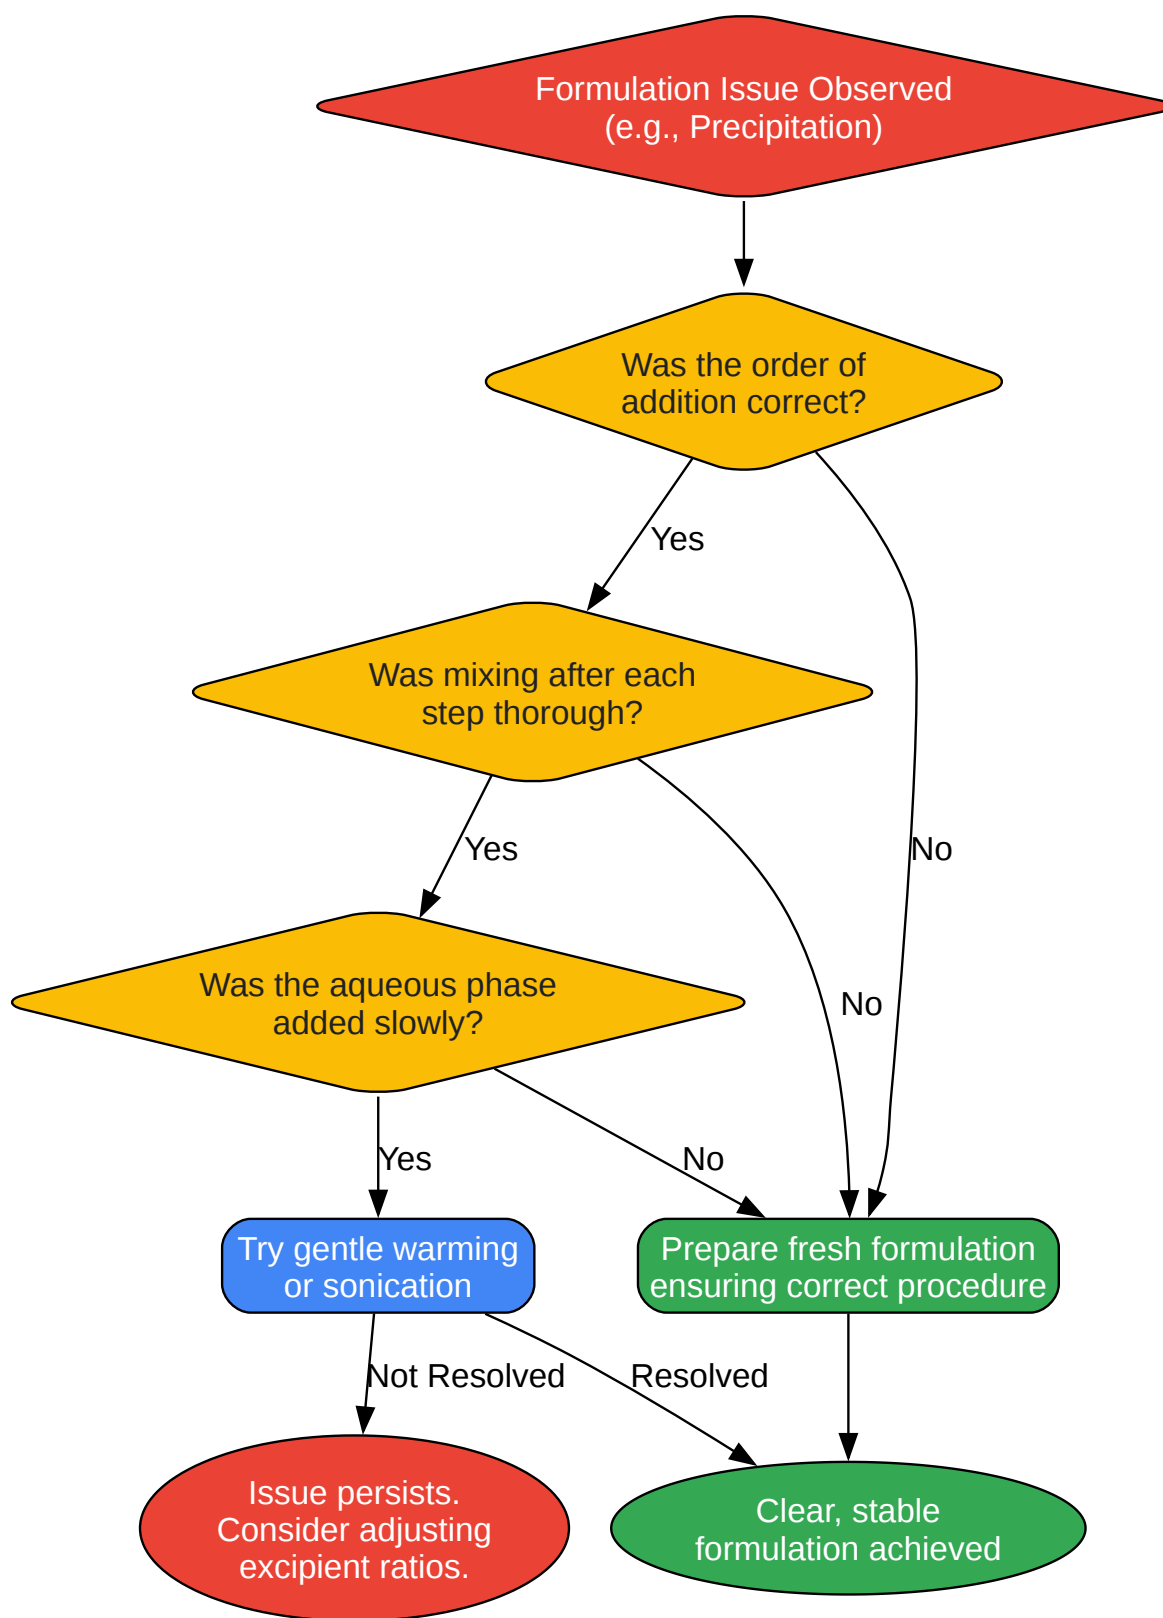 Formulation Issue Observed
(e.g., Precipitation)
Was the order of
addition correct?
Yes
Was mixing after each
step thorough?
Yes
No
Was the aqueous phase
added slowly?
No
Yes
No
Try gentle warming
or sonication
Prepare fresh formulation
ensuring correct procedure
Not Resolved
Resolved
Issue persists.
Consider adjusting
excipient ratios.
Clear, stable
formulation achieved